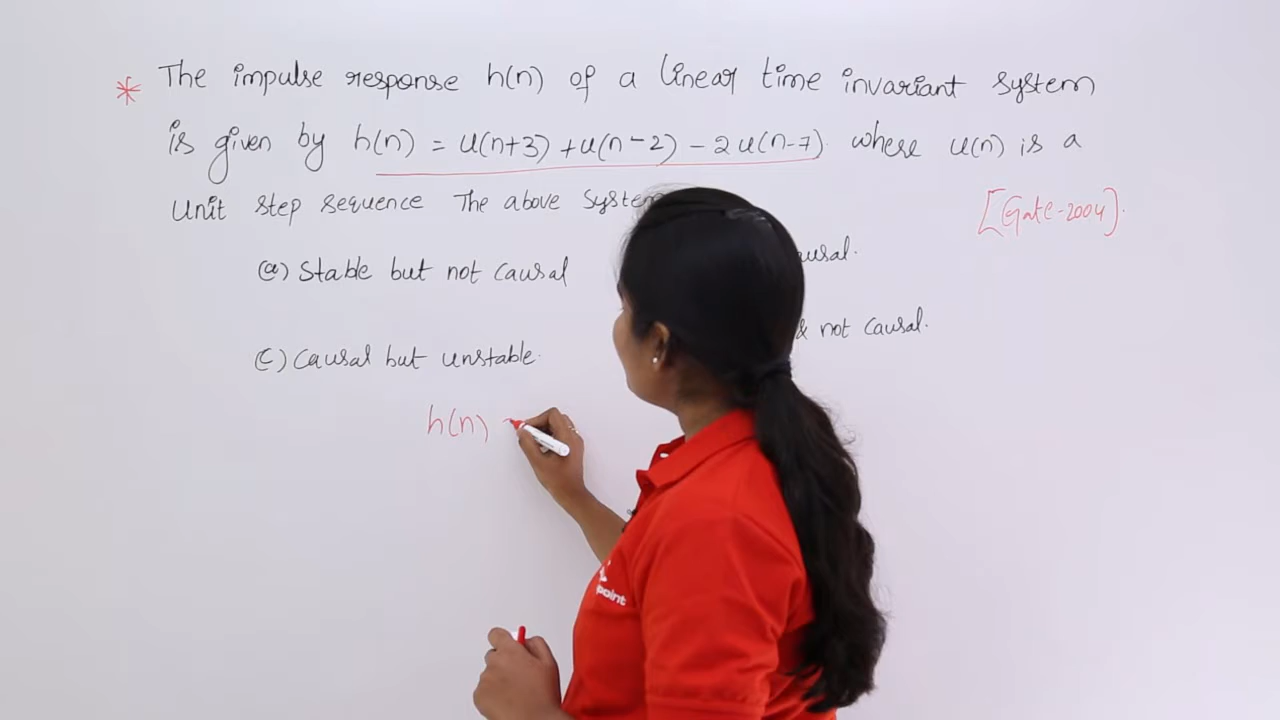 * The impulse response h(n) of a linear time invariant system
is given by h(n) = u(n+3) + u(n-2) - 2u(n-7) where u(n) is a
Unit step sequence The above System
[Gate-2004].
(a) Stable but not causal
& not causal.
(c) Causal but unstable.
h(n)
point